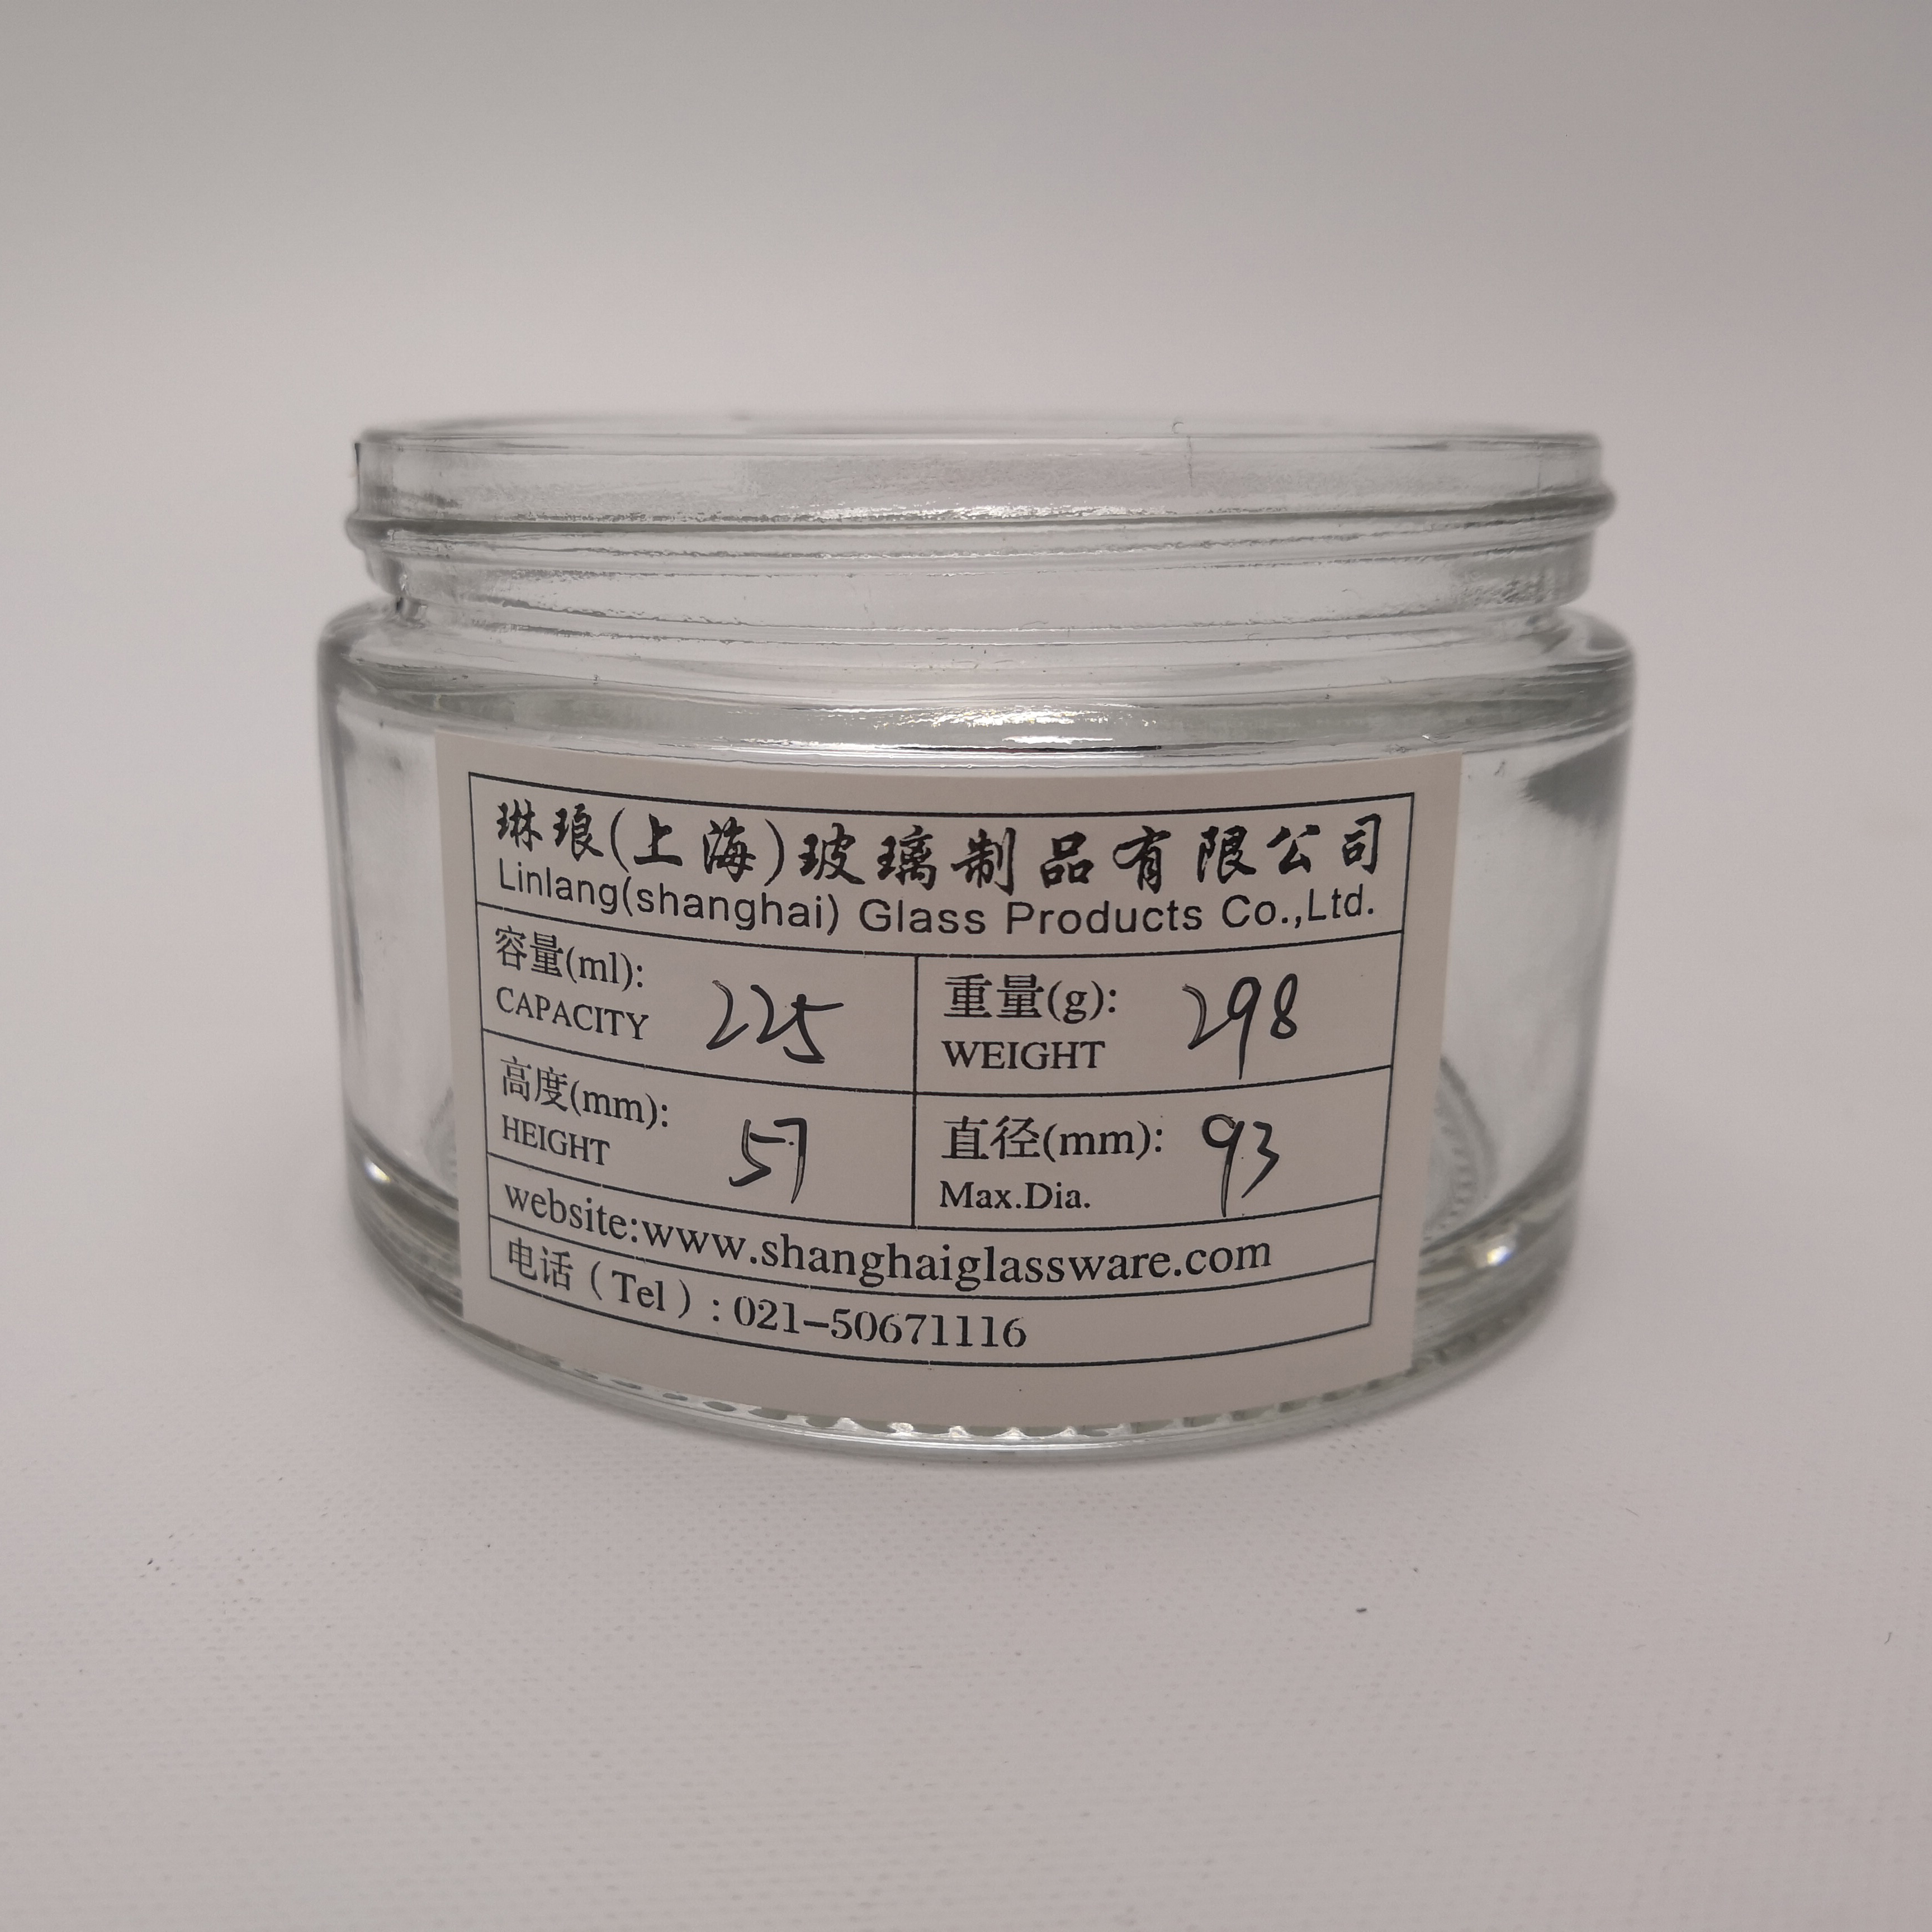 琳琅(上海)玻璃制品有限公司
Linlang(shanghai) Glass Products Co.,Ltd.
容量(ml): 225
CAPACITY
重量(g): 298
WEIGHT
高度(mm): 57
HEIGHT
直径(mm): 93
Max.Dia.
website:www.shanghaiglassware.com
电话（Tel）: 021-50671116